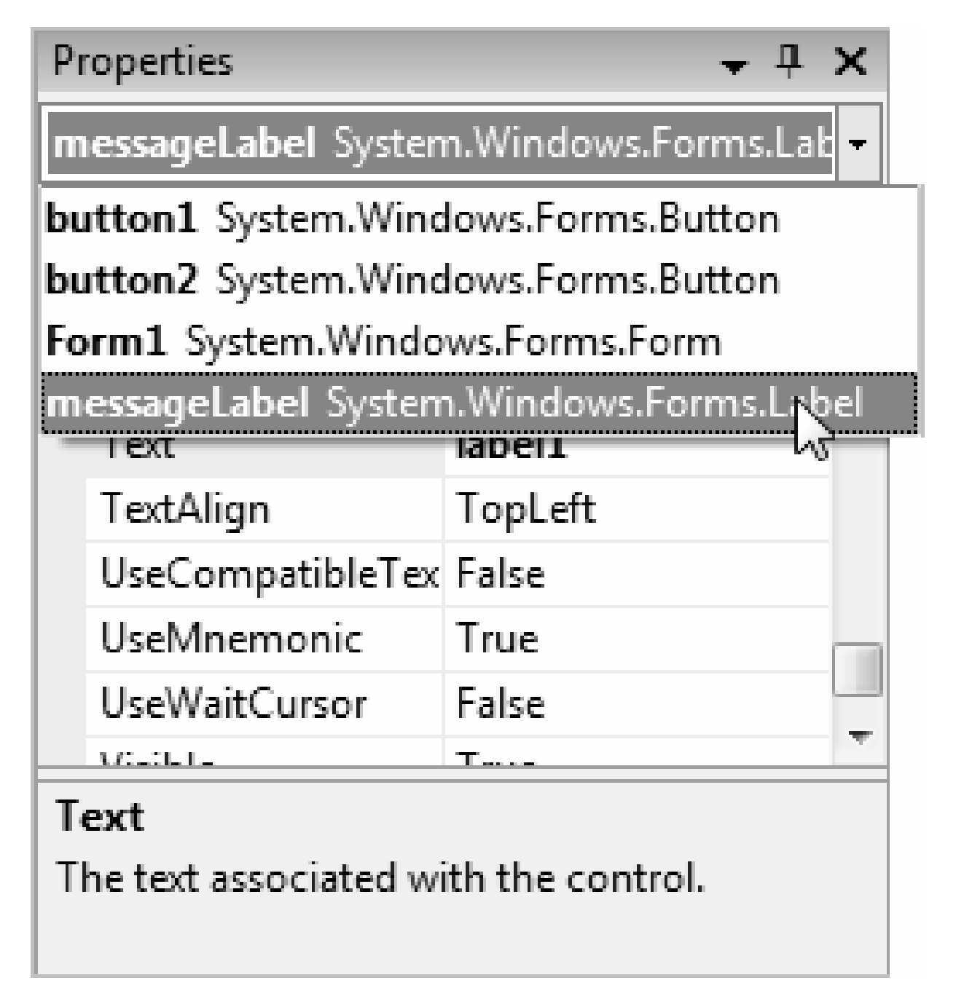 Properties
messageLabel System.Windows.Forms.Lab
button1 System.Windows.Forms.Button
button2 System.Windows.Forms.Button
Form1 System.Windows.Forms.Form
messageLabel System.Windows.Forms.Label
Text label1
TextAlign TopLeft
UseCompatibleTex False
UseMnemonic True
UseWaitCursor False
Visible True
Text
The text associated with the control.